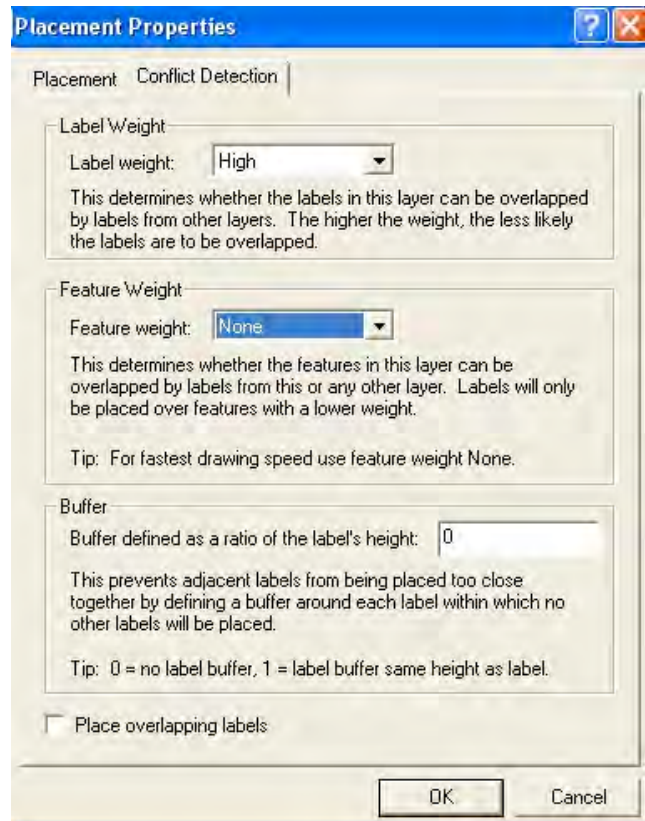 Placement Properties
Placement Conflict Detection
Label Weight
Label weight: High
This determines whether the labels in this layer can be overlapped
by labels from other layers. The higher the weight, the less likely
the labels are to be overlapped.
Feature Weight
Feature weight: None
This determines whether the features in this layer can be
overlapped by labels from this or any other layer. Labels will only
be placed over features with a lower weight.
Tip: For fastest drawing speed use feature weight None.
Buffer
Buffer defined as a ratio of the label's height: 0
This prevents adjacent labels from being placed too close
together by defining a buffer around each label within which no
other labels will be placed.
Tip: 0 = no label buffer, 1 = label buffer same height as label.
Place overlapping labels
OK Cancel